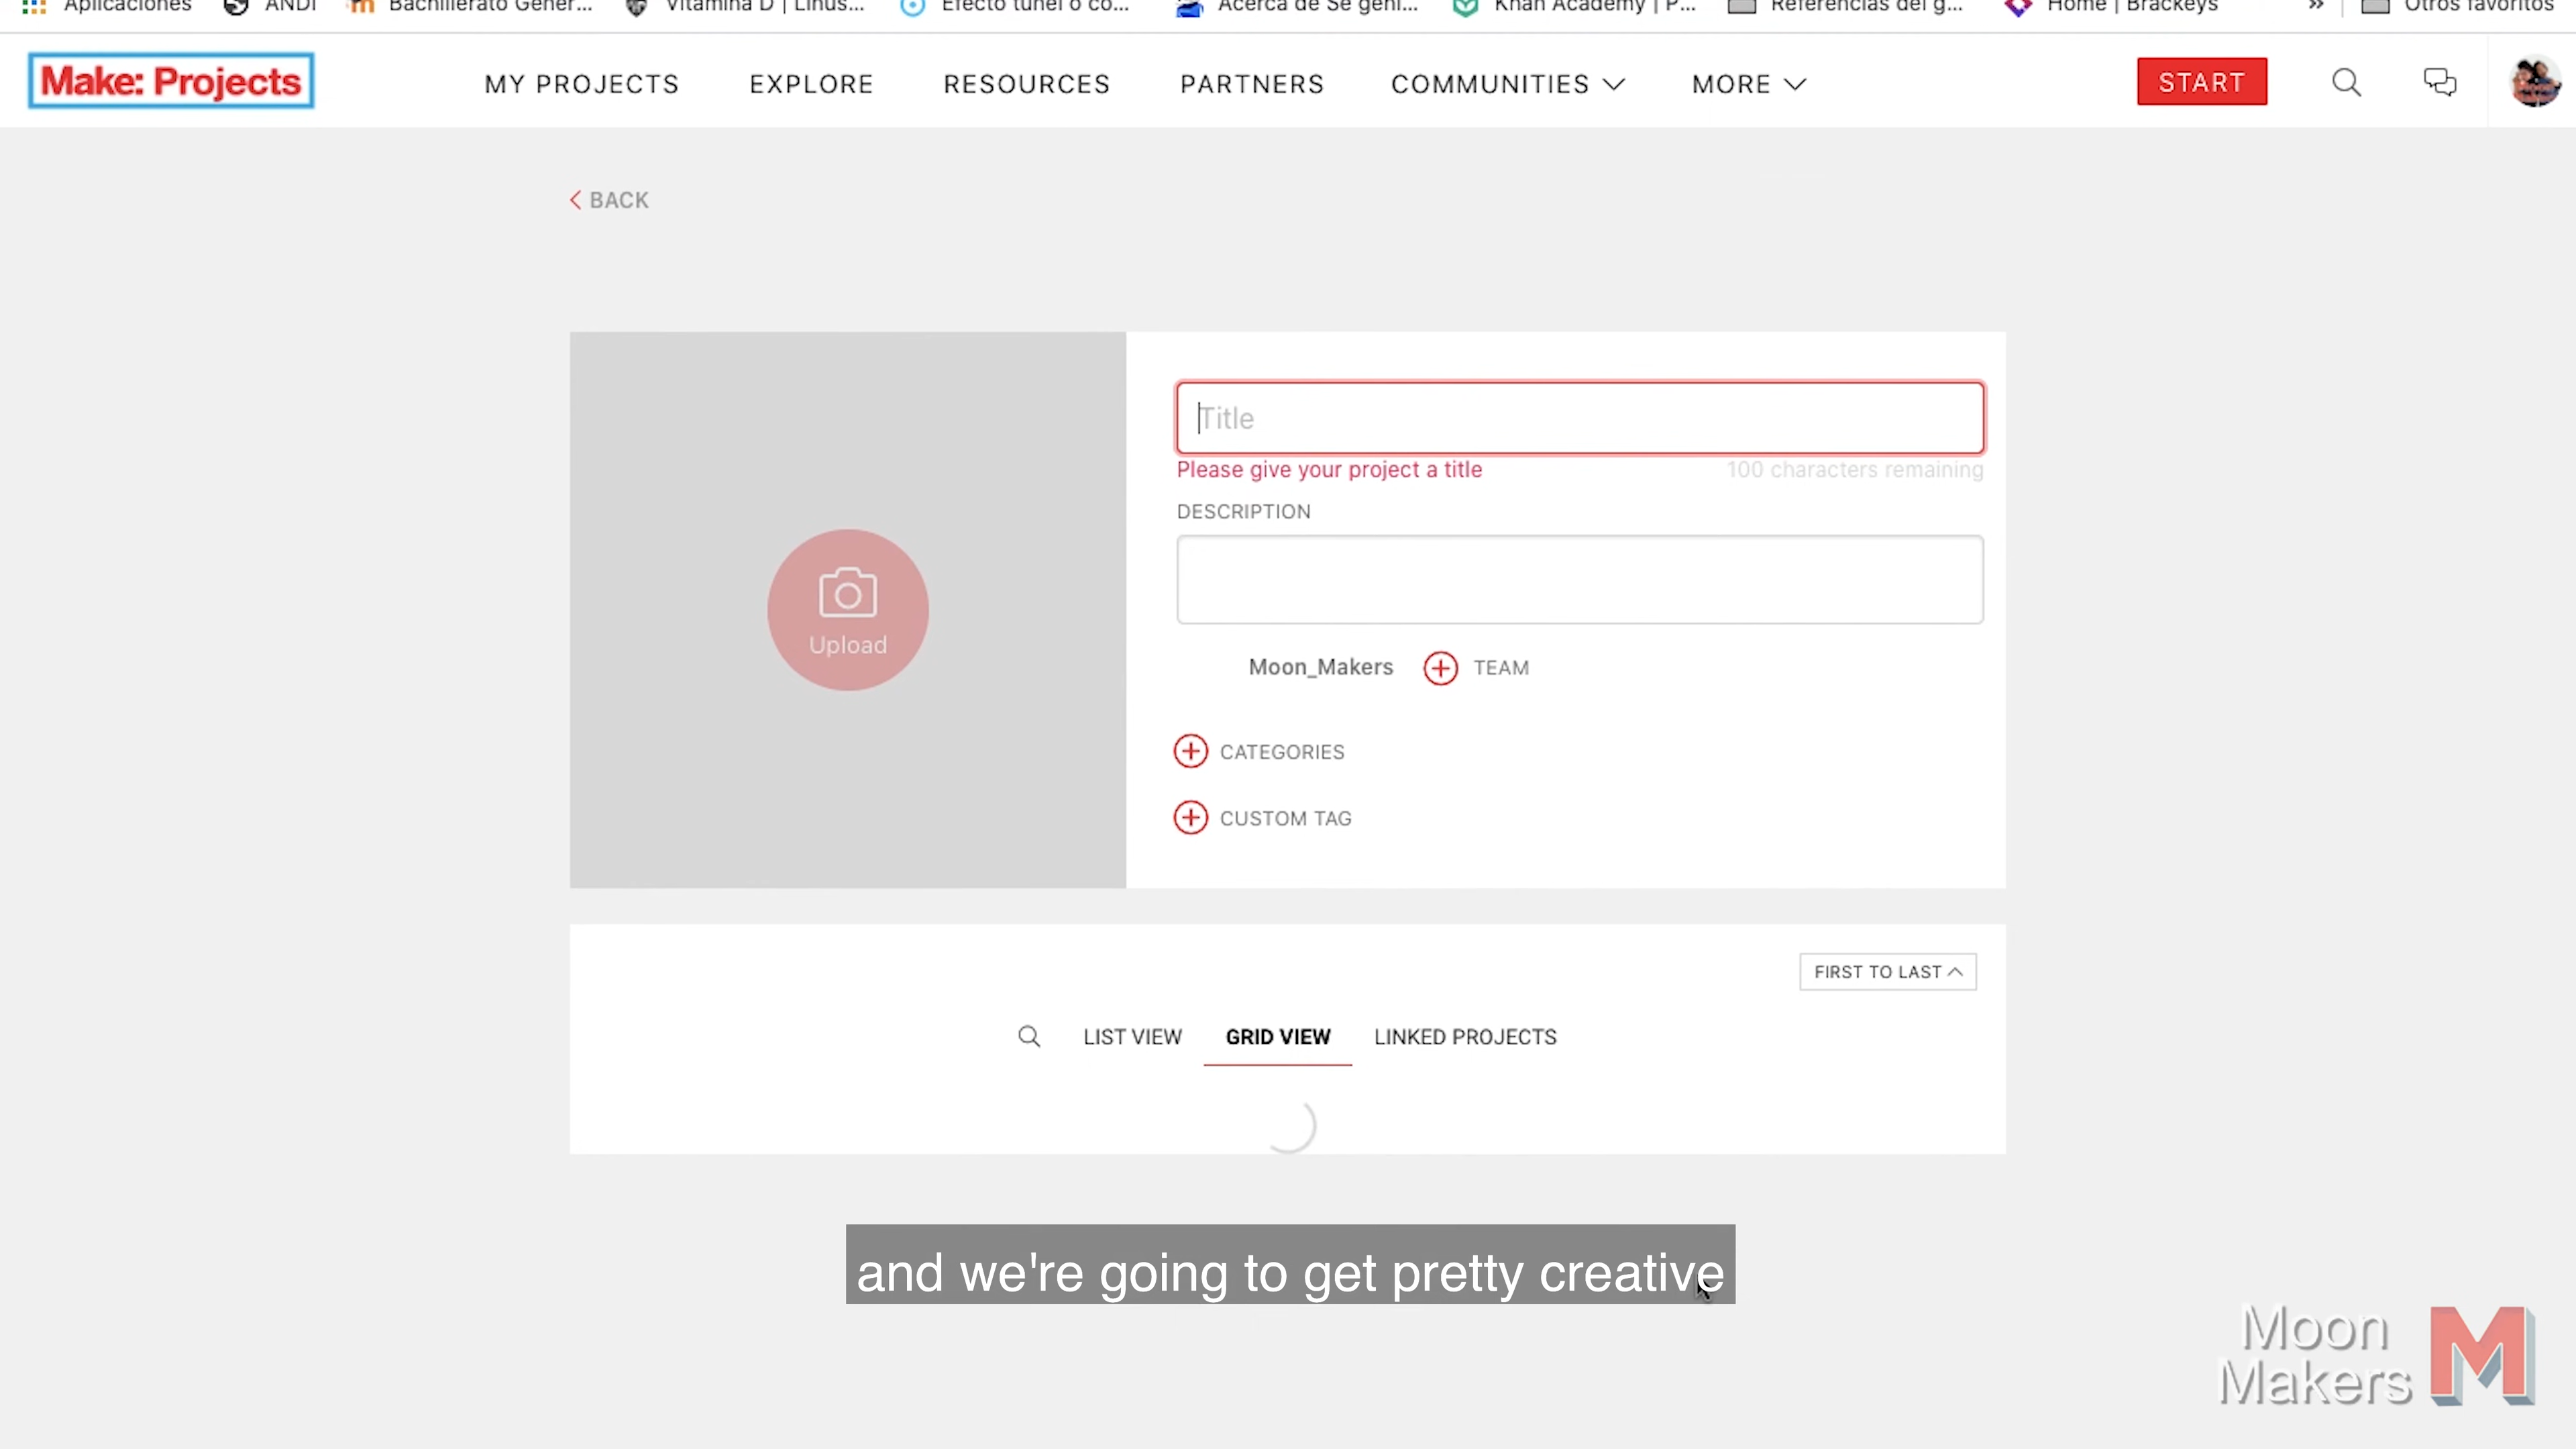 Aplicaciones ANDI Bachillerato Gener... Vitamina D | Linus... Efecto túnel o co... Acerca de Se geni... Khan Academy | P... Referencias del g... Home | Brackeys » Otros favoritos
Make: Projects MY PROJECTS EXPLORE RESOURCES PARTNERS COMMUNITIES MORE START
BACK
Title
Please give your project a title 100 characters remaining
DESCRIPTION
Upload
Moon_Makers TEAM
CATEGORIES
CUSTOM TAG
FIRST TO LAST
LIST VIEW GRID VIEW LINKED PROJECTS
and we're going to get pretty creative
Moon
Makers M